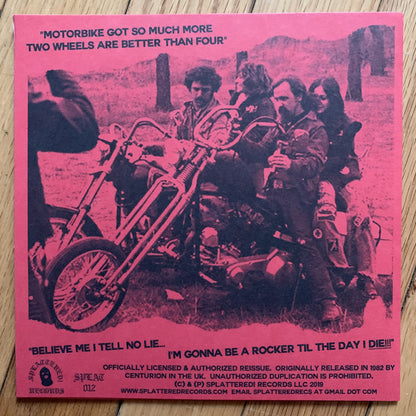 "MOTORBIKE GOT SO MUCH MORE
TWO WHEELS ARE BETTER THAN FOUR"
"BELIEVE ME I TELL NO LIE...
I'M GONNA BE A ROCKER TIL THE DAY I DIE!!!"
OFFICIALLY LICENSED & AUTHORIZED REISSUE. ORIGINALLY RELEASED IN 1982 BY
CENTURION IN THE UK. UNAUTHORIZED DUPLICATION IS PROHIBITED.
(C) & (P) SPLATTERED! RECORDS LLC 2019
WWW.SPLATTEREDRECORDS.COM EMAIL SPLATTEREDRECS AT GMAIL DOT COM
SPLATTERED!
RECORDS
SPLAT
012